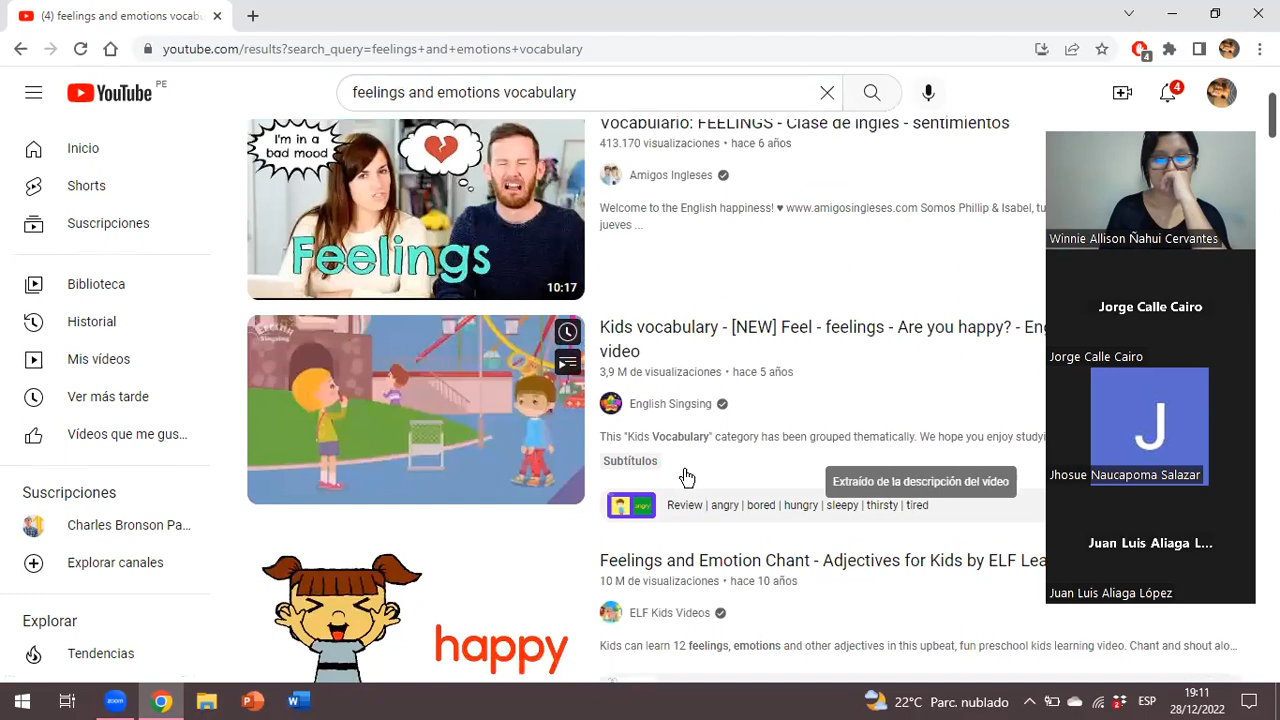 (4) feelings and emotions vocab
youtube.com/results?search_query=feelings+and+emotions+vocabulary
4
YouTube PE
feelings and emotions vocabulary
4
Inicio
Shorts
Suscripciones
Biblioteca
Historial
Mis vídeos
Ver más tarde
Vídeos que me gus...
Suscripciones
Charles Bronson Pa...
Explorar canales
Explorar
Tendencias
I'm in a
bad mood
Feelings
10:17
Vocabulario: FEELINGS - Clase de inglés - sentimientos
413.170 visualizaciones • hace 6 años
Amigos Ingleses
Welcome to the English happiness! ♥ www.amigosingleses.com Somos Phillip & Isabel, tu
jueves ...
English
Singsing
Kids vocabulary - [NEW] Feel - feelings - Are you happy? - En
video
3,9 M de visualizaciones • hace 5 años
English Singsing
This "Kids Vocabulary" category has been grouped thematically. We hope you enjoy studyi
Subtítulos
Extraído de la descripción del vídeo
angry
Review | angry | bored | hungry | sleepy | thirsty | tired
happy
Feelings and Emotion Chant - Adjectives for Kids by ELF Lea
10 M de visualizaciones • hace 10 años
ELF Kids Videos
Kids can learn 12 feelings, emotions and other adjectives in this upbeat, fun preschool kids learning video. Chant and shout alo...
Winnie Allison Ñahui Cervantes
Jorge Calle Cairo
Jorge Calle Cairo
J
Jhosue Naucapoma Salazar
Juan Luis Aliaga L...
Juan Luis Aliaga López
zoom
22°C Parc. nublado
ESP
19:11
28/12/2022